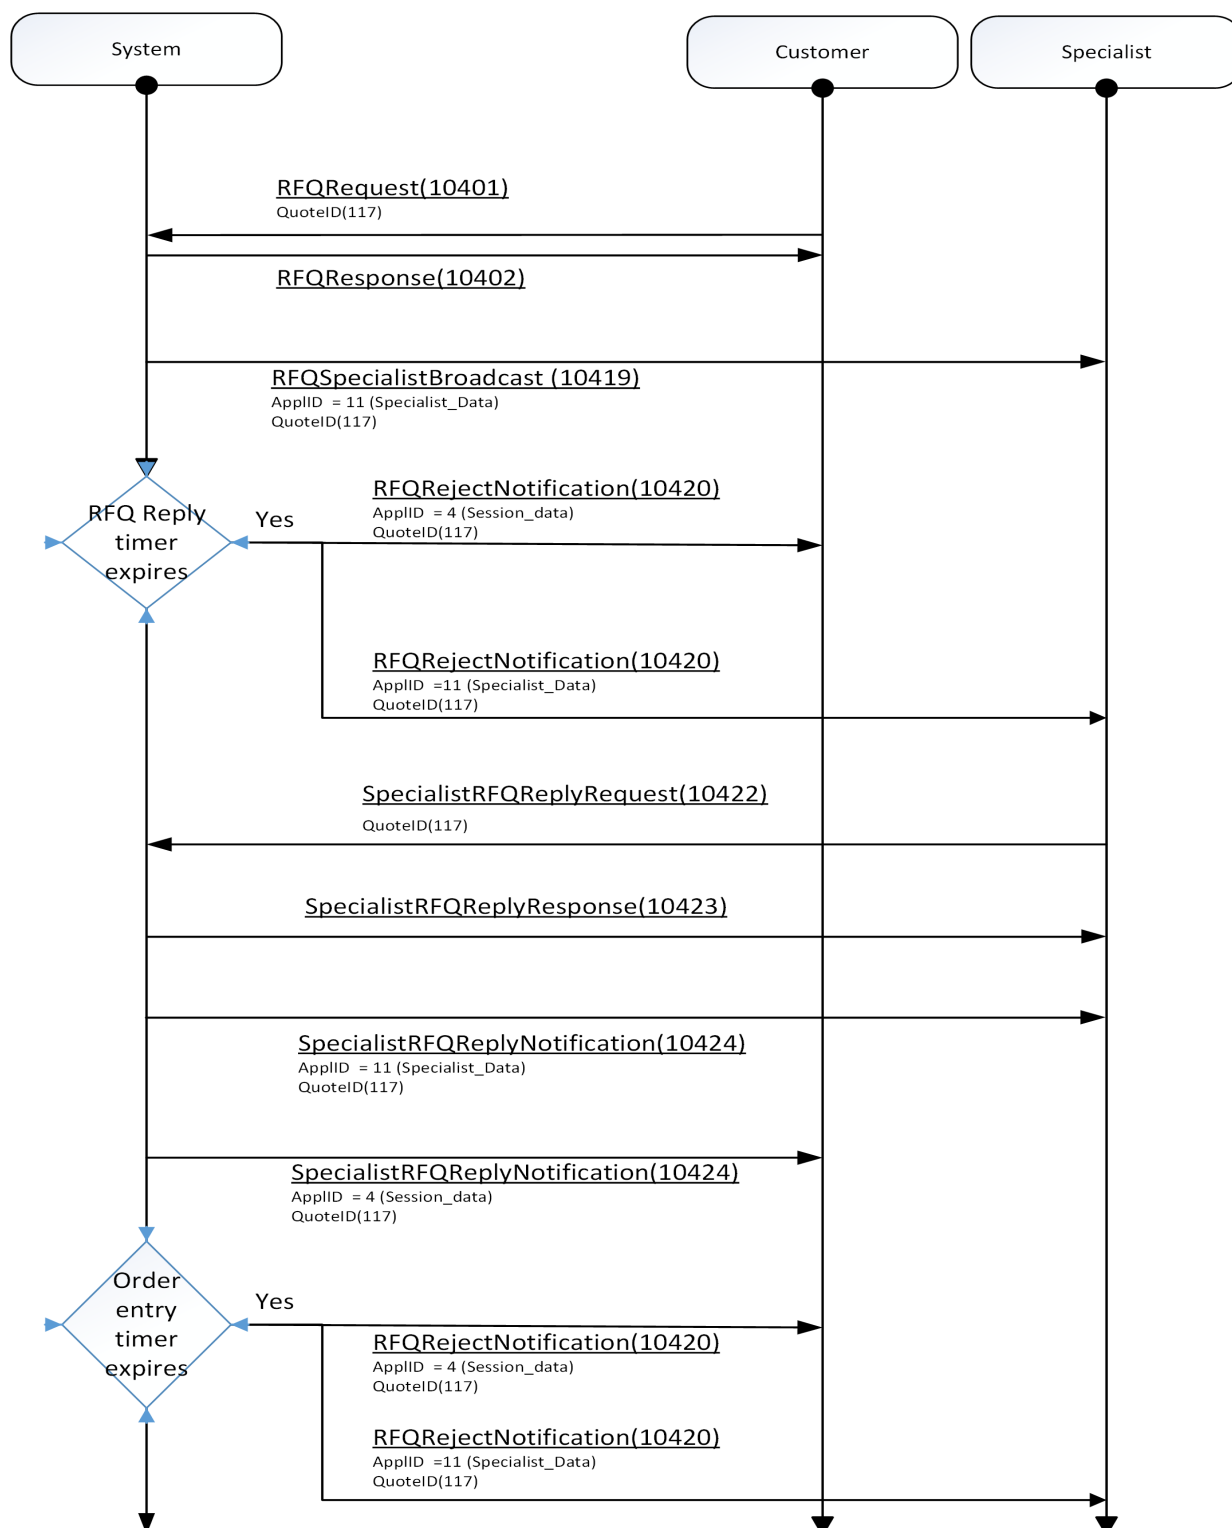 System
Customer
Specialist
RFQRequest(10401)
QuoteID(117)
RFQResponse(10402)
RFQSpecialistBroadcast (10419)
ApplID = 11 (Specialist_Data)
QuoteID(117)
RFQ Reply
timer
expires
Yes
RFQRejectNotification(10420)
ApplID = 4 (Session_data)
QuoteID(117)
RFQRejectNotification(10420)
ApplID =11 (Specialist_Data)
QuoteID(117)
SpecialistRFQReplyRequest(10422)
QuoteID(117)
SpecialistRFQReplyResponse(10423)
SpecialistRFQReplyNotification(10424)
ApplID = 11 (Specialist_Data)
QuoteID(117)
SpecialistRFQReplyNotification(10424)
ApplID = 4 (Session_data)
QuoteID(117)
Order
entry
timer
expires
Yes
RFQRejectNotification(10420)
ApplID = 4 (Session_data)
QuoteID(117)
RFQRejectNotification(10420)
ApplID =11 (Specialist_Data)
QuoteID(117)